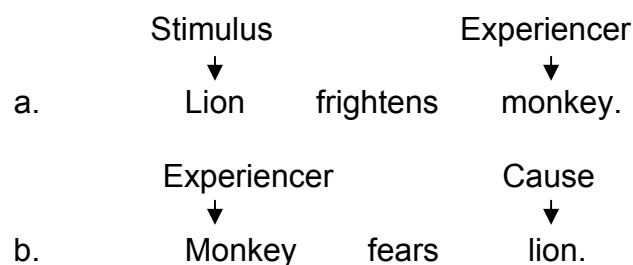 Stimulus Experiencer
a. Lion frightens monkey.
Experiencer Cause
b. Monkey fears lion.